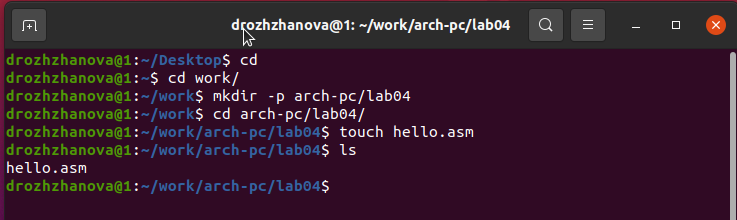 drozhzhanova@1: ~/work/arch-pc/lab04
drozhzhanova@1:~/Desktop$ cd
drozhzhanova@1:~$ cd work/
drozhzhanova@1:~/work$ mkdir -p arch-pc/lab04
drozhzhanova@1:~/work$ cd arch-pc/lab04/
drozhzhanova@1:~/work/arch-pc/lab04$ touch hello.asm
drozhzhanova@1:~/work/arch-pc/lab04$ ls
hello.asm
drozhzhanova@1:~/work/arch-pc/lab04$